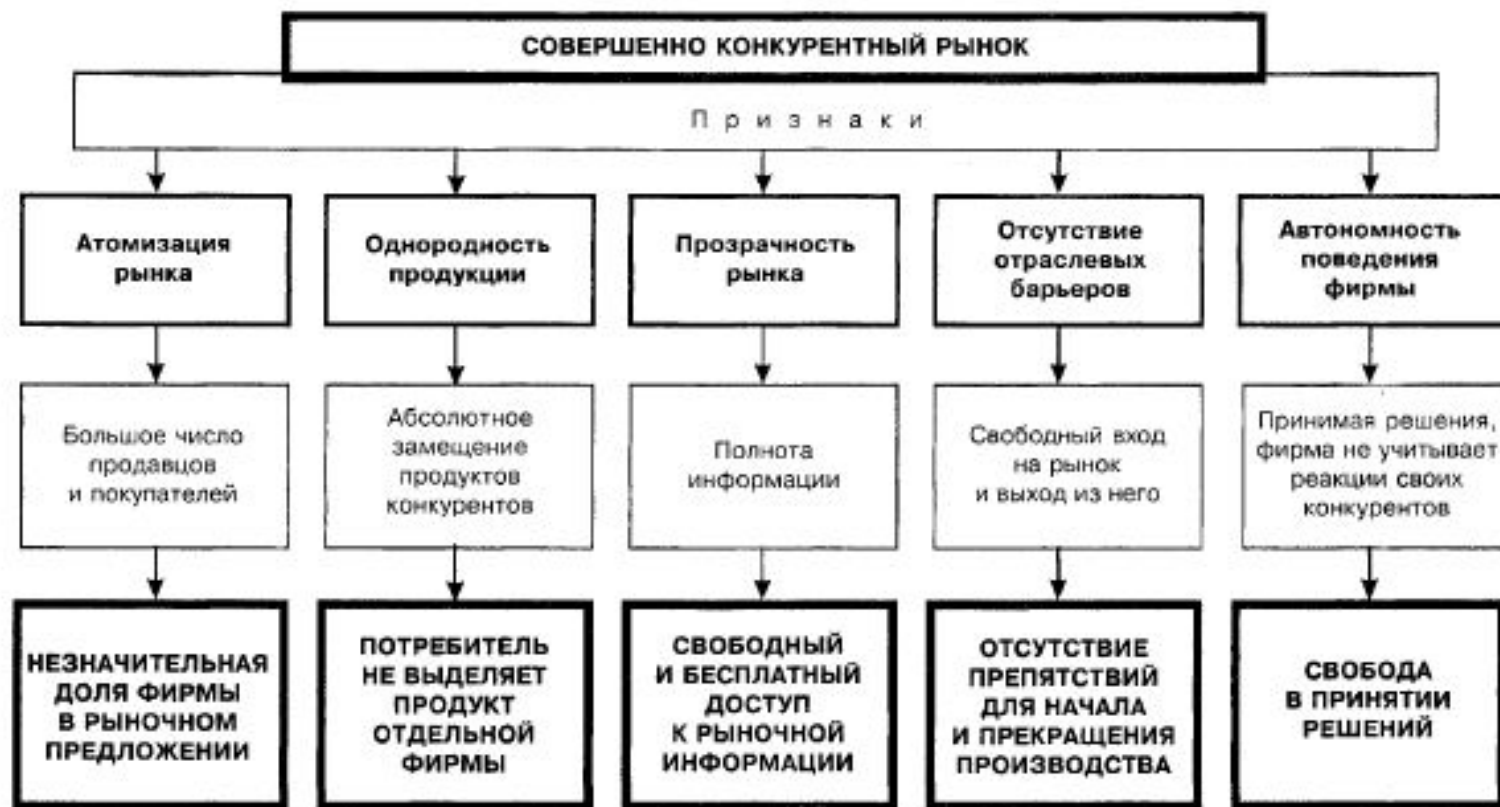 СОВЕРШЕННО КОНКУРЕНТНЫЙ РЫНОК
Признаки
Атомизация
рынка
Однородность
продукции
Прозрачность
рынка
Отсутствие
отраслевых
барьеров
Автономность
поведения
фирмы
Большое число
продавцов
и покупателей
Абсолютное
замещение
продуктов
конкурентов
Полнота
информации
Свободный вход
на рынок
и выход из него
Принимая решения,
фирма не учитывает
реакции своих
конкурентов
НЕЗНАЧИТЕЛЬНАЯ
ДОЛЯ ФИРМЫ
В РЫНОЧНОМ
ПРЕДЛОЖЕНИИ
ПОТРЕБИТЕЛЬ
НЕ ВЫДЕЛЯЕТ
ПРОДУКТ
ОТДЕЛЬНОЙ
ФИРМЫ
СВОБОДНЫЙ
И БЕСПЛАТНЫЙ
ДОСТУП
К РЫНОЧНОЙ
ИНФОРМАЦИИ
ОТСУТСТВИЕ
ПРЕПЯТСТВИЙ
ДЛЯ НАЧАЛА
И ПРЕКРАЩЕНИЯ
ПРОИЗВОДСТВА
СВОБОДА
В ПРИНЯТИИ
РЕШЕНИЙ